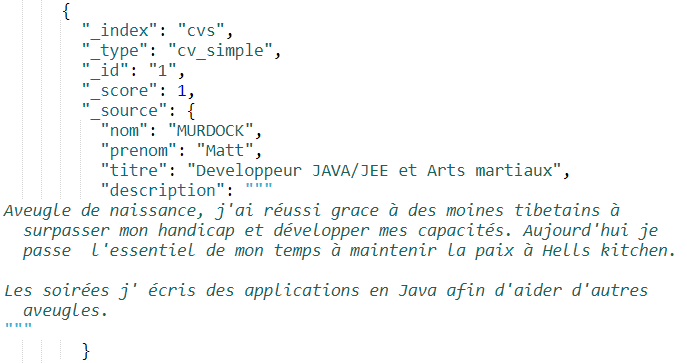 {
"_index": "cvs",
"_type": "cv_simple",
"_id": "1",
"_score": 1,
"_source": {
"nom": "MURDOCK",
"prenom": "Matt",
"titre": "Developpeur JAVA/JEE et Arts martiaux",
"description": """
Aveugle de naissance, j'ai réussi grace à des moines tibetains à
surpasser mon handicap et développer mes capacités. Aujourd'hui je
passe  l'essentiel de mon temps à maintenir la paix à Hells kitchen.
Les soirées j' écris des applications en Java afin d'aider d'autres
aveugles.
"""
}